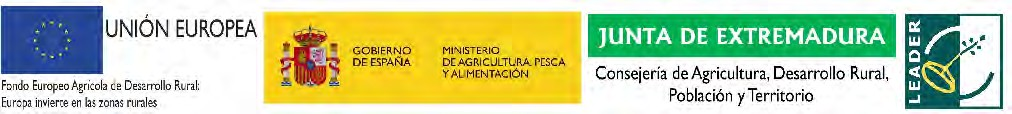 UNIÓN EUROPEA
Fondo Europeo Agrícola de Desarrollo Rural:
Europa invierte en las zonas rurales
GOBIERNO
DE ESPAÑA
MINISTERIO
DE AGRICULTURA, PESCA
Y ALIMENTACIÓN
JUNTA DE EXTREMADURA
Consejería de Agricultura, Desarrollo Rural,
Población y Territorio
LEADER